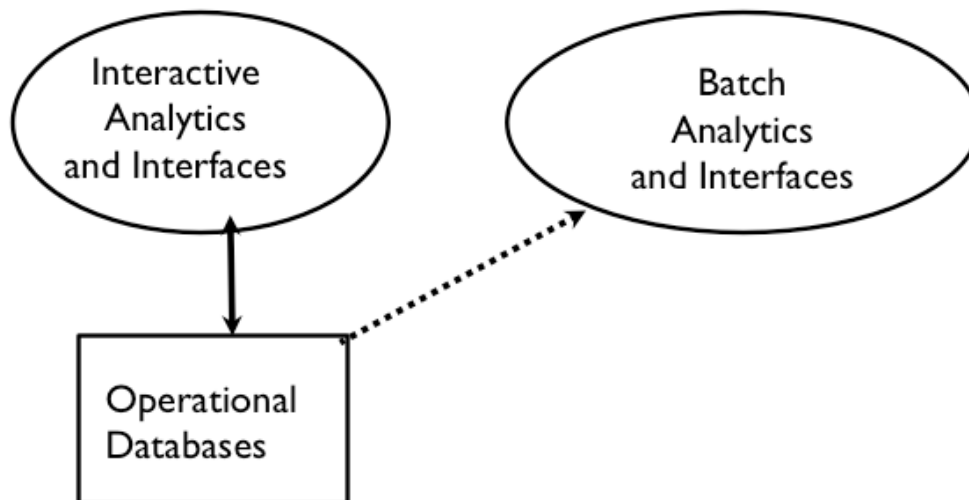 Interactive
Analytics
and Interfaces
Batch
Analytics
and Interfaces
Operational
Databases